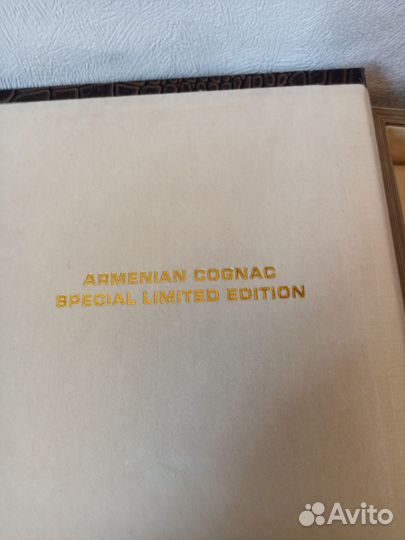 ARMENIAN COGNAC
SPECIAL LIMITED EDITION
Avito